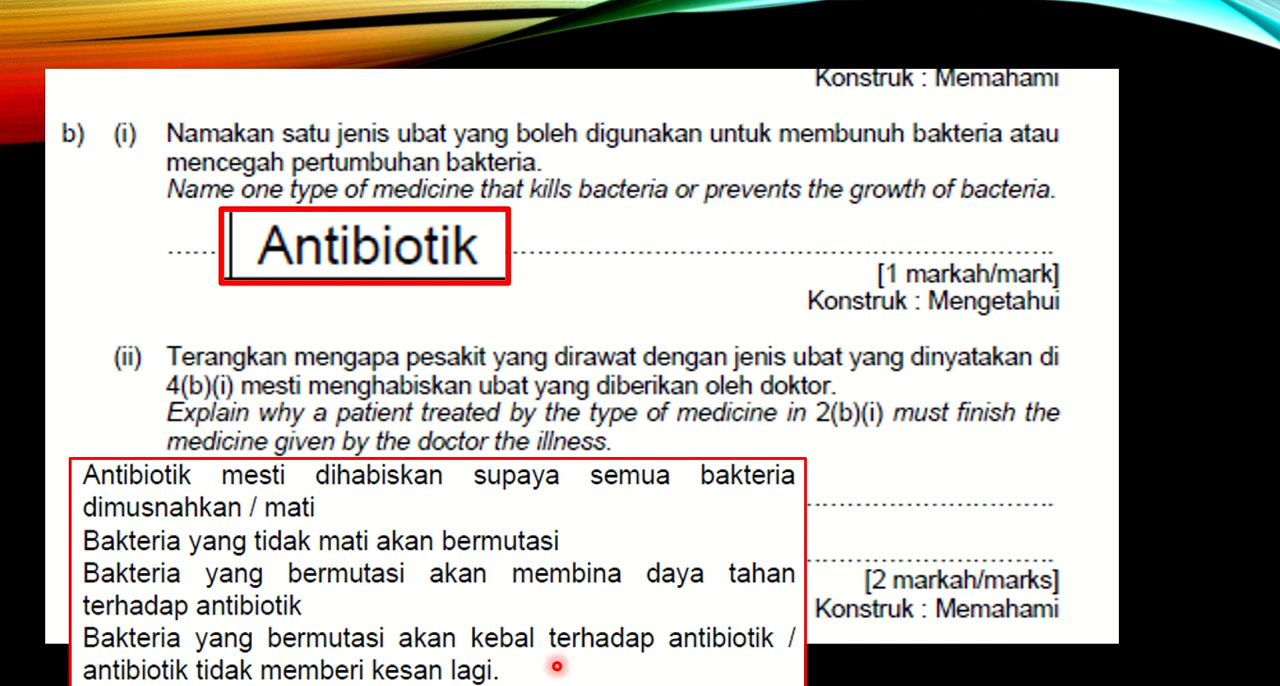 Konstruk : Memahami
b) (i) Namakan satu jenis ubat yang boleh digunakan untuk membunuh bakteria atau
mencegah pertumbuhan bakteria.
Name one type of medicine that kills bacteria or prevents the growth of bacteria.
Antibiotik
[1 markah/mark]
Konstruk : Mengetahui
(ii) Terangkan mengapa pesakit yang dirawat dengan jenis ubat yang dinyatakan di
4(b)(i) mesti menghabiskan ubat yang diberikan oleh doktor.
Explain why a patient treated by the type of medicine in 2(b)(i) must finish the
medicine given by the doctor the illness.
Antibiotik mesti dihabiskan supaya semua bakteria
dimusnahkan / mati
Bakteria yang tidak mati akan bermutasi
Bakteria yang bermutasi akan membina daya tahan
terhadap antibiotik
Bakteria yang bermutasi akan kebal terhadap antibiotik /
antibiotik tidak memberi kesan lagi.
[2 markah/marks]
Konstruk : Memahami